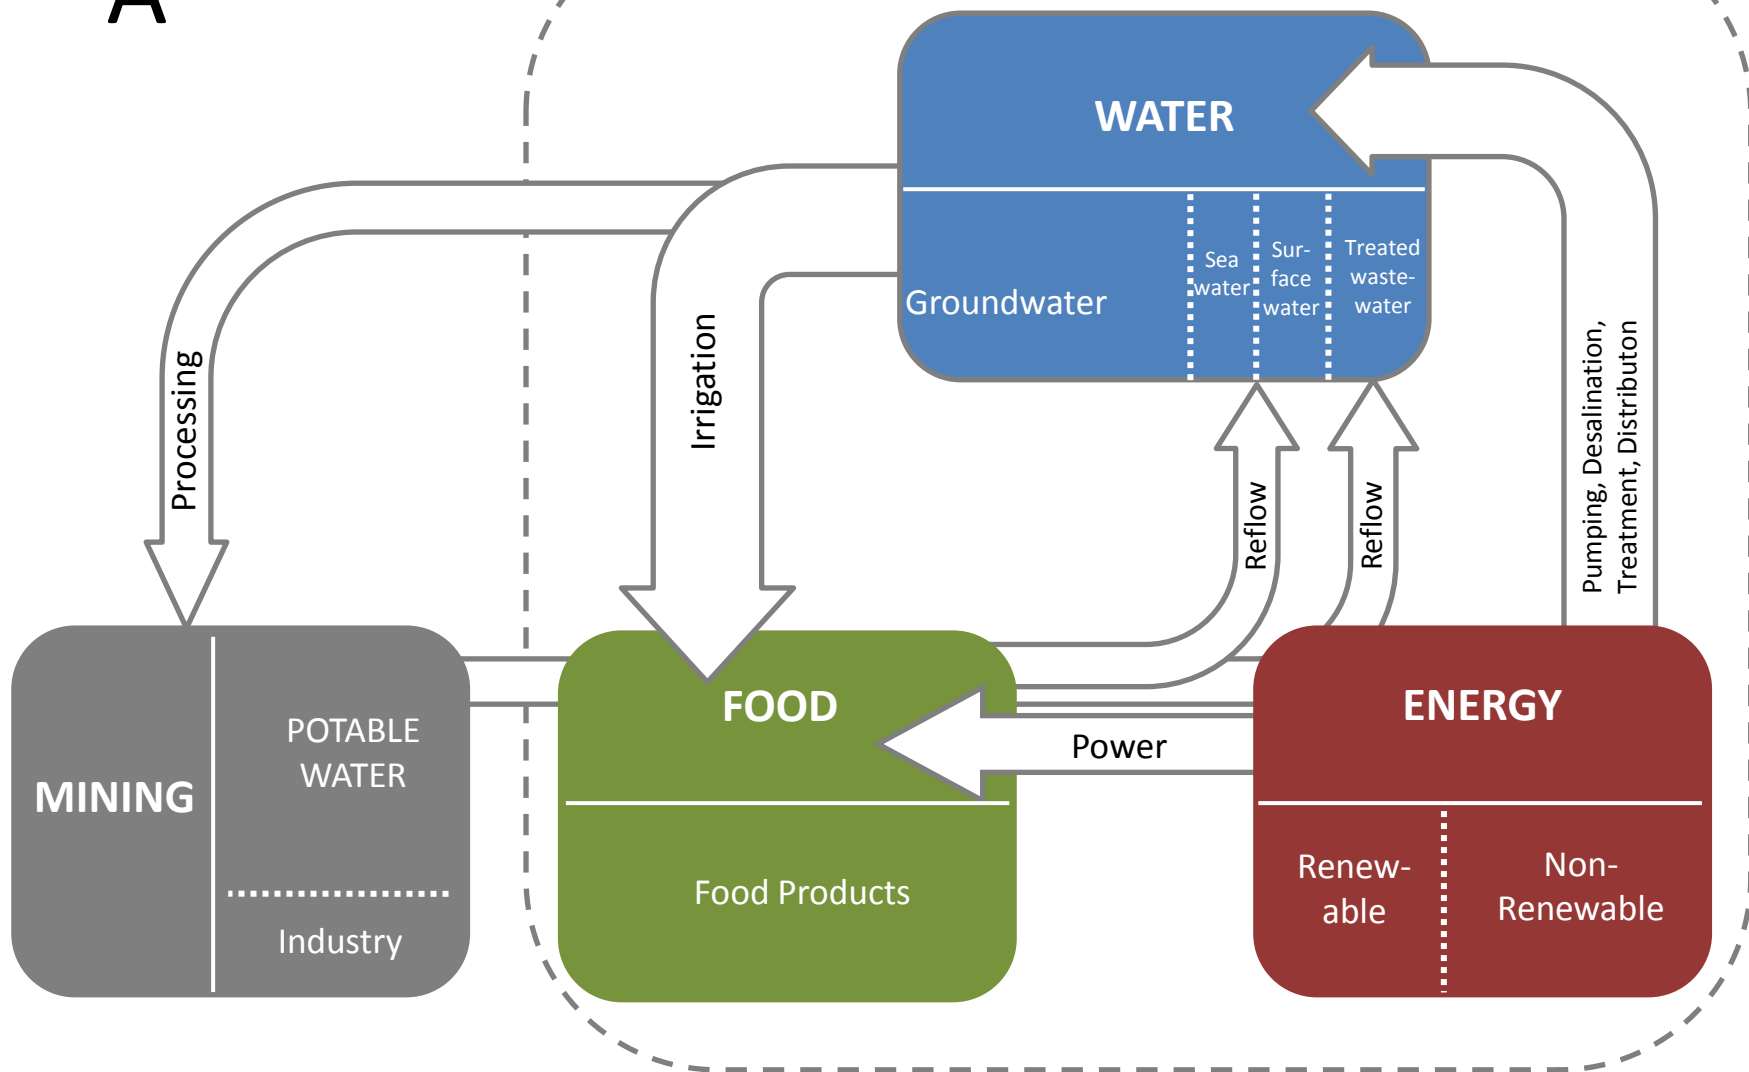 A
WATER
Groundwater
Sea
water
Sur-
face
water
Treated
waste-
water
Processing
Irrigation
Reflow
Reflow
Pumping, Desalination,
Treatment, Distributon
MINING
POTABLE
WATER
Industry
FOOD
Food Products
Power
ENERGY
Renew-
able
Non-
Renewable